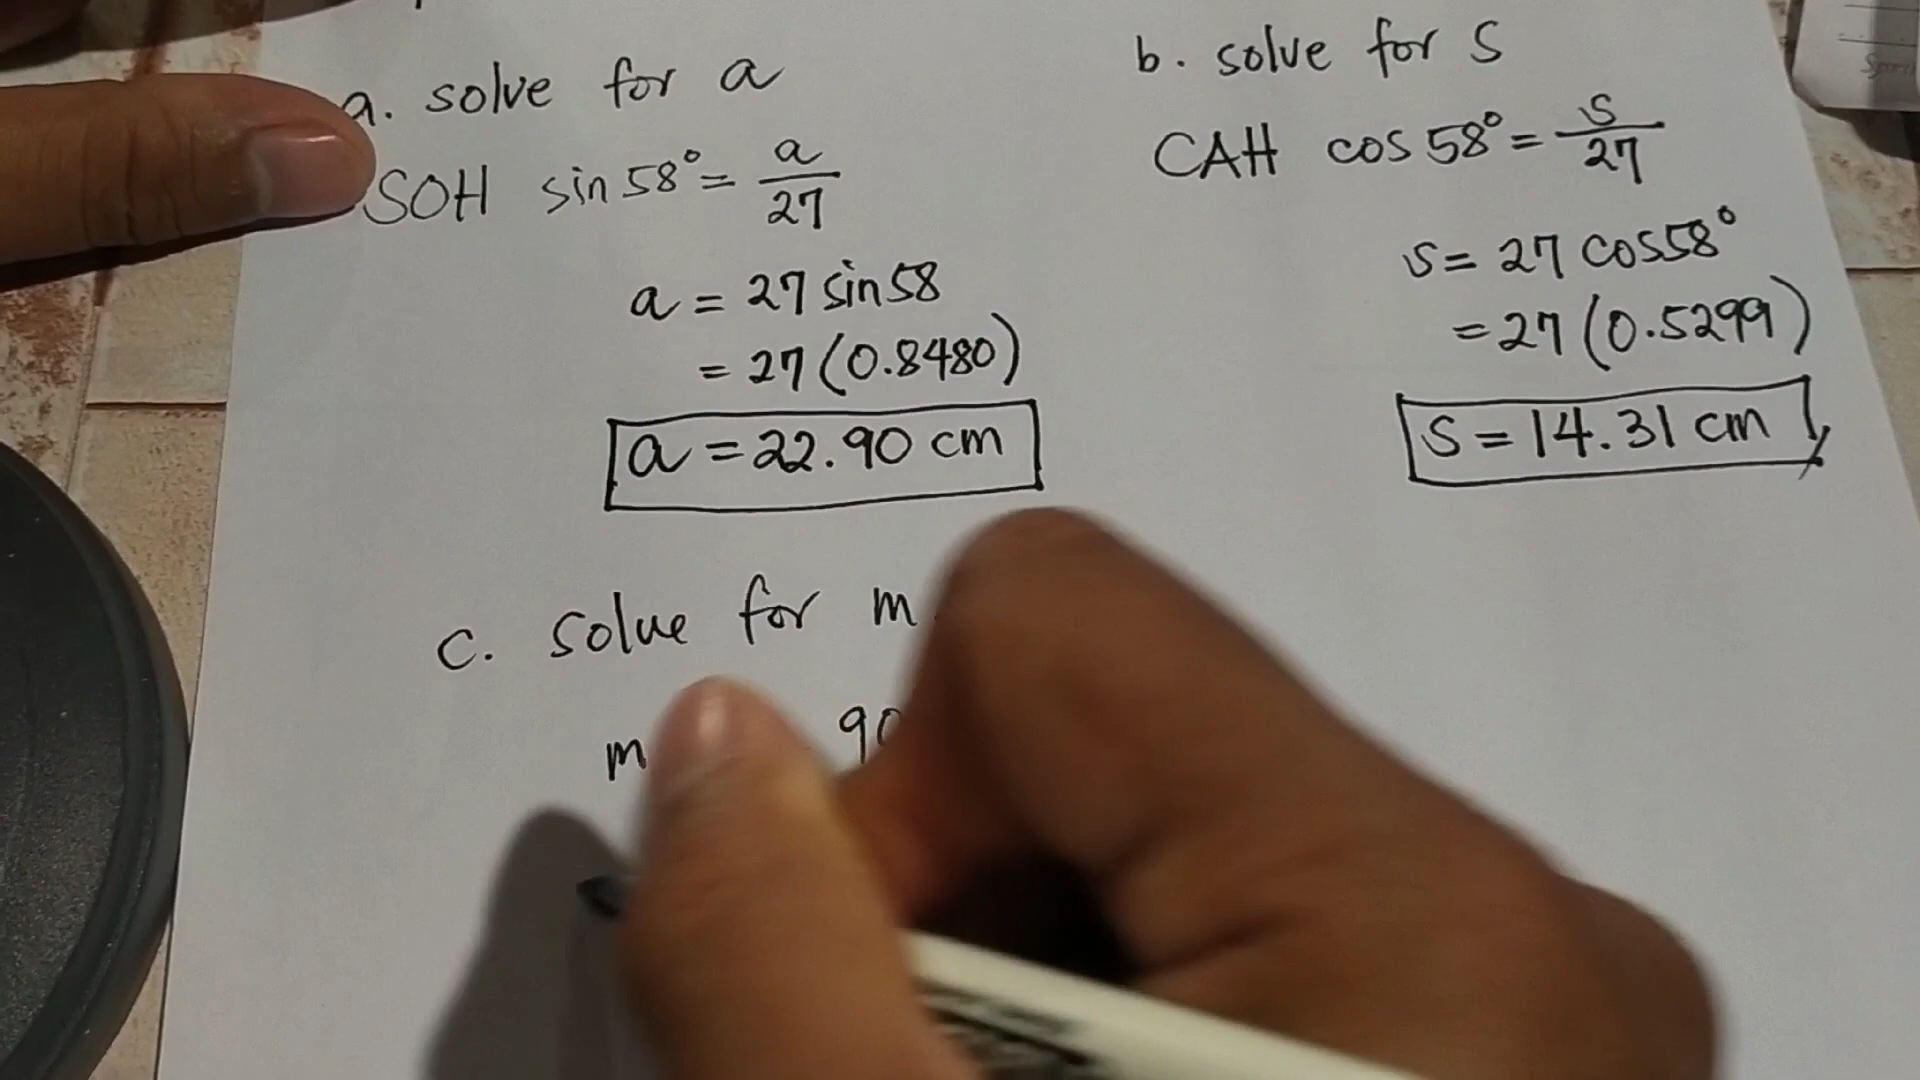 a. solve for a
SOH sin 58° = a/27
a = 27 sin 58
= 27 (0.8480)
a = 22.90 cm
b. solve for s
CAH cos 58° = s/27
s = 27 cos 58°
= 27 (0.5299)
s = 14.31 cm
c. solve for m
m 90